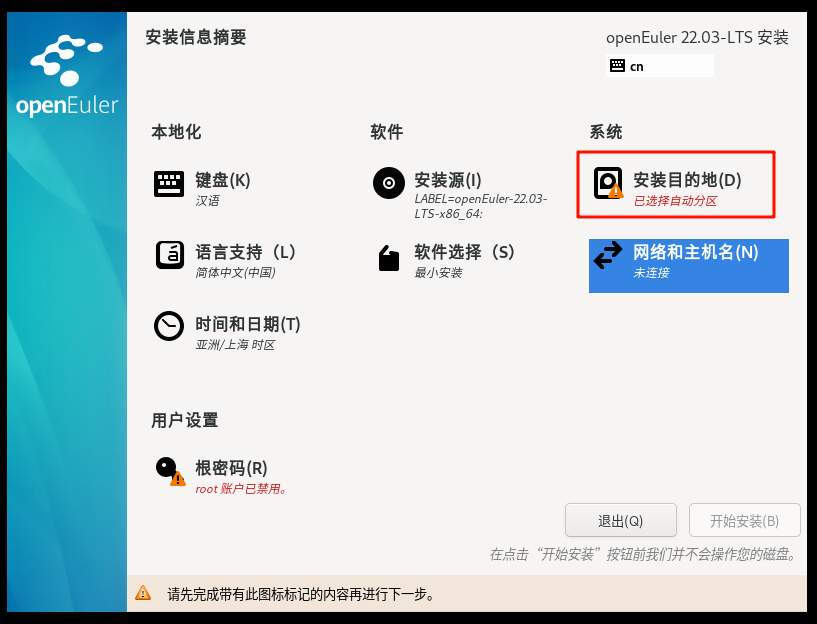 安装信息摘要
openEuler 22.03-LTS 安装
cn
openEuler
本地化
键盘(K)
汉语
语言支持（L）
简体中文(中国)
时间和日期(T)
亚洲/上海 时区
软件
安装源(I)
LABEL=openEuler-22.03-
LTS-x86_64:
软件选择（S）
最小安装
系统
安装目的地(D)
已选择自动分区
网络和主机名(N)
未连接
用户设置
根密码(R)
root 账户已禁用。
退出(Q)
开始安装(B)
在点击“开始安装”按钮前我们并不会操作您的磁盘。
请先完成带有此图标标记的内容再进行下一步。